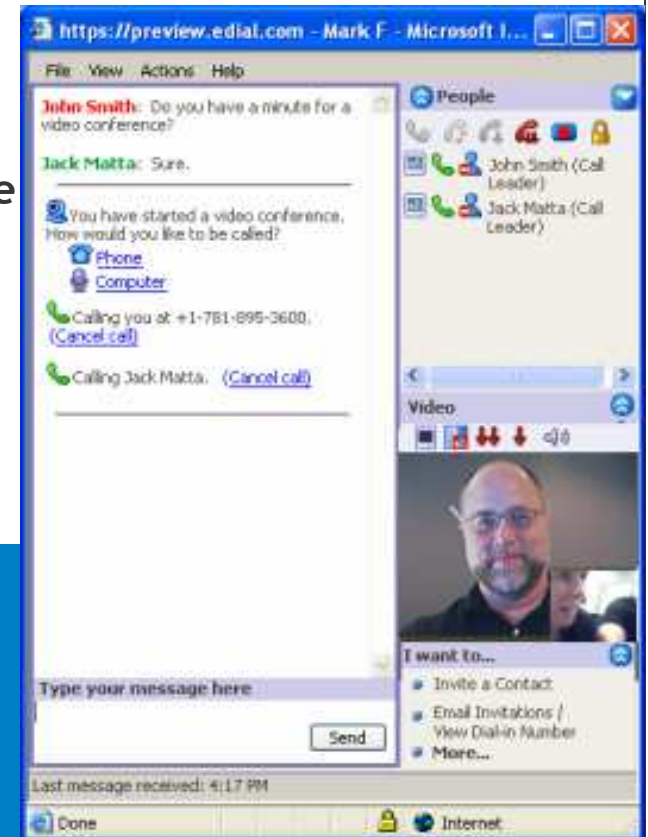 https://preview.edial.com - Mark F - Microsoft I...
File View Actions Help
John Smith: Do you have a minute for a
video conference?
Jack Matta: Sure.
You have started a video conference.
How would you like to be called?
Phone
Computer
Calling you at +1-781-895-3600.
(Cancel call)
Calling Jack Matta. (Cancel call)
Type your message here
Send
People
John Smith (Call
Leader)
Jack Matta (Call
Leader)
Video
I want to...
Invite a Contact
Email Invitations /
View Dial-in Number
More...
Last message received: 4:17 PM
Done
Internet
e